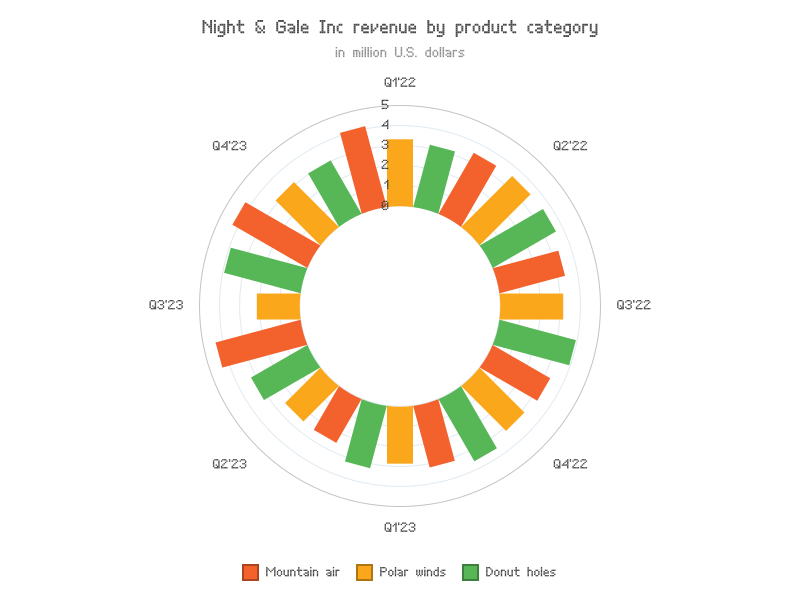 Night & Gale Inc revenue by product category
in million U.S. dollars
Q1'22
5
4
3
2
1
0
Q4'23
Q2'22
Q3'23
Q3'22
Q2'23
Q4'22
Q1'23
Mountain air
Polar winds
Donut holes